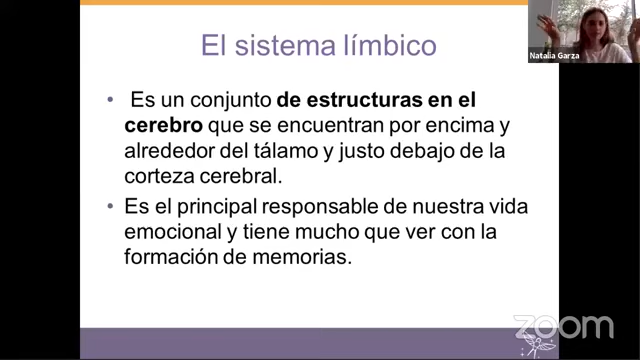 El sistema límbico
Natalia Garza
• Es un conjunto de estructuras en el
cerebro que se encuentran por encima y
alrededor del tálamo y justo debajo de la
corteza cerebral.
• Es el principal responsable de nuestra vida
emocional y tiene mucho que ver con la
formación de memorias.
zoom